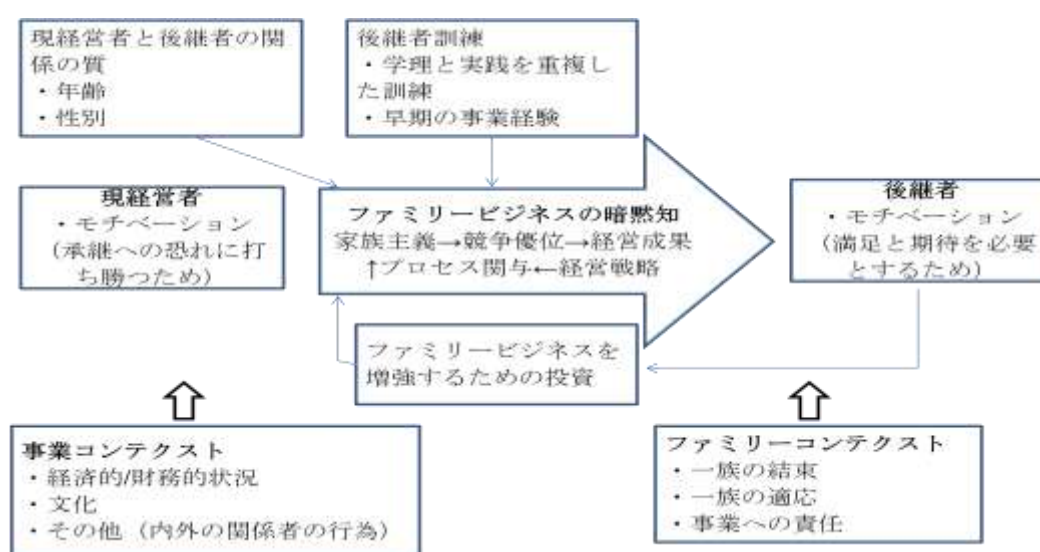 現経営者と後継者の関
係の質
・年齢
・性別
後継者訓練
・学理と実践を重複し
た訓練
・早期の事業経験
現経営者
・モチベーション
(承継への恐れに打
ち勝つため)
ファミリービジネスの暗黙知
家族主義→競争優位→経営成果
↑プロセス関与←経営戦略
後継者
・モチベーション
(満足と期待を必要
とするため)
ファミリービジネスを
増強するための投資
事業コンテクスト
・経済的/財務的状況
・文化
・その他（内外の関係者の行為）
ファミリーコンテクスト
・一族の結束
・一族の適応
・事業への責任